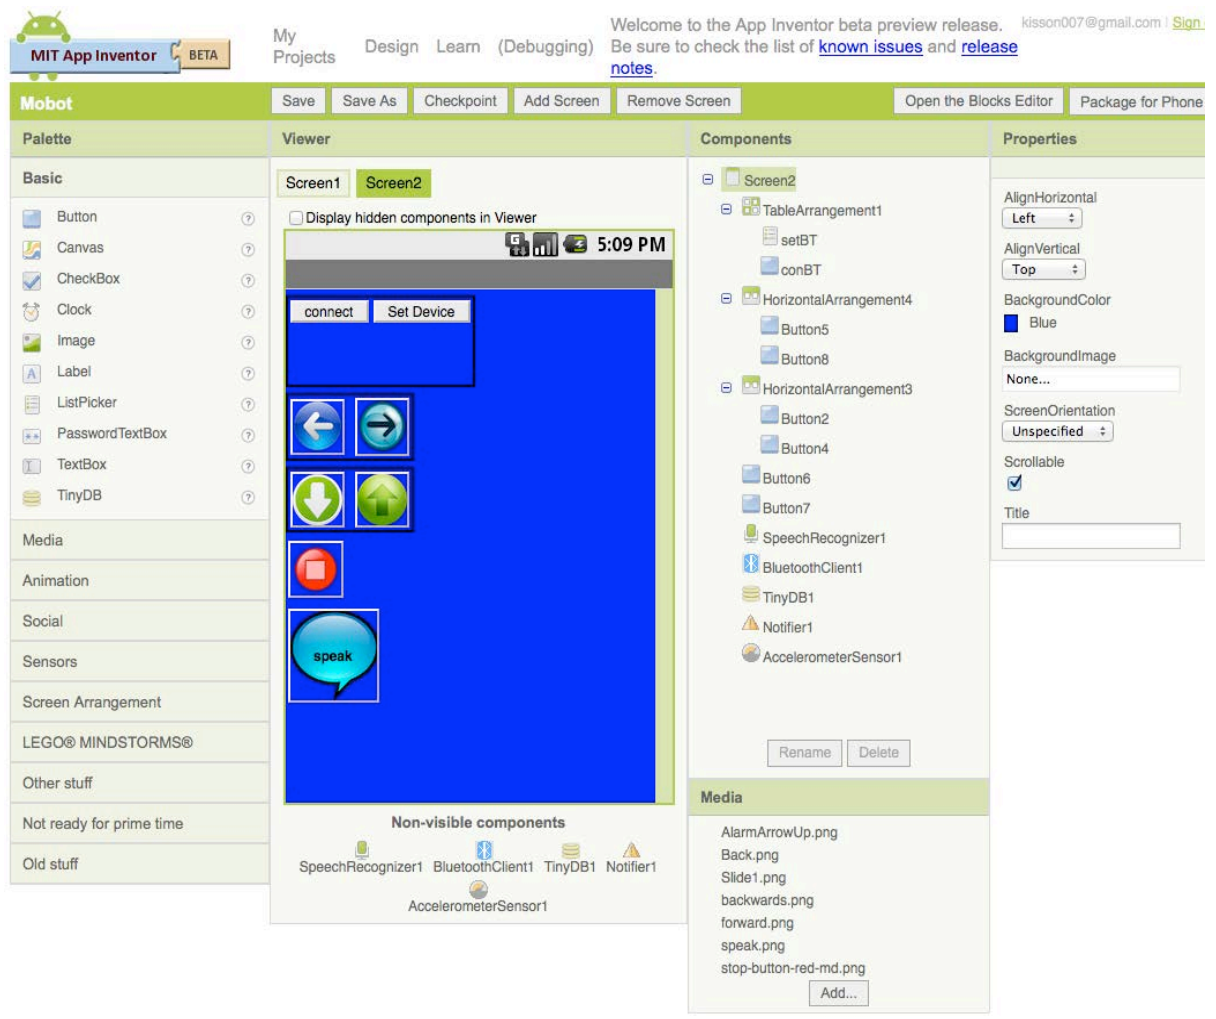 MIT App Inventor BETA
My Projects
Design Learn (Debugging)
Welcome to the App Inventor beta preview release.
Be sure to check the list of known issues and release
notes.
kisson007@gmail.com | Sign
Mobot
Save Save As Checkpoint Add Screen Remove Screen Open the Blocks Editor Package for Phone
Palette
Basic
Button
Canvas
CheckBox
Clock
Image
Label
ListPicker
PasswordTextBox
TextBox
TinyDB
Media
Animation
Social
Sensors
Screen Arrangement
LEGO® MINDSTORMS®
Other stuff
Not ready for prime time
Old stuff
Viewer
Screen1 Screen2
Display hidden components in Viewer
5:09 PM
connect Set Device
speak
Non-visible components
SpeechRecognizer1 BluetoothClient1 TinyDB1 Notifier1
AccelerometerSensor1
Components
Screen2
TableArrangement1
setBT
conBT
HorizontalArrangement4
Button5
Button8
HorizontalArrangement3
Button2
Button4
Button6
Button7
SpeechRecognizer1
BluetoothClient1
TinyDB1
Notifier1
AccelerometerSensor1
Rename Delete
Media
AlarmArrowUp.png
Back.png
Slide1.png
backwards.png
forward.png
speak.png
stop-button-red-md.png
Add...
Properties
AlignHorizontal
Left
AlignVertical
Top
BackgroundColor
Blue
BackgroundImage
None...
ScreenOrientation
Unspecified
Scrollable
Title